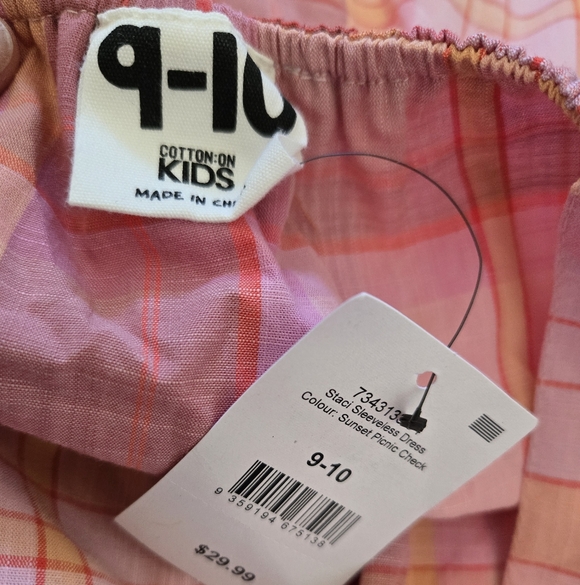 9-10
COTTON:ON
KIDS
MADE IN
Staci Sleeveless Dress
Colour: Sunset Picnic Check
9-10
9 359194 675138
$29.99